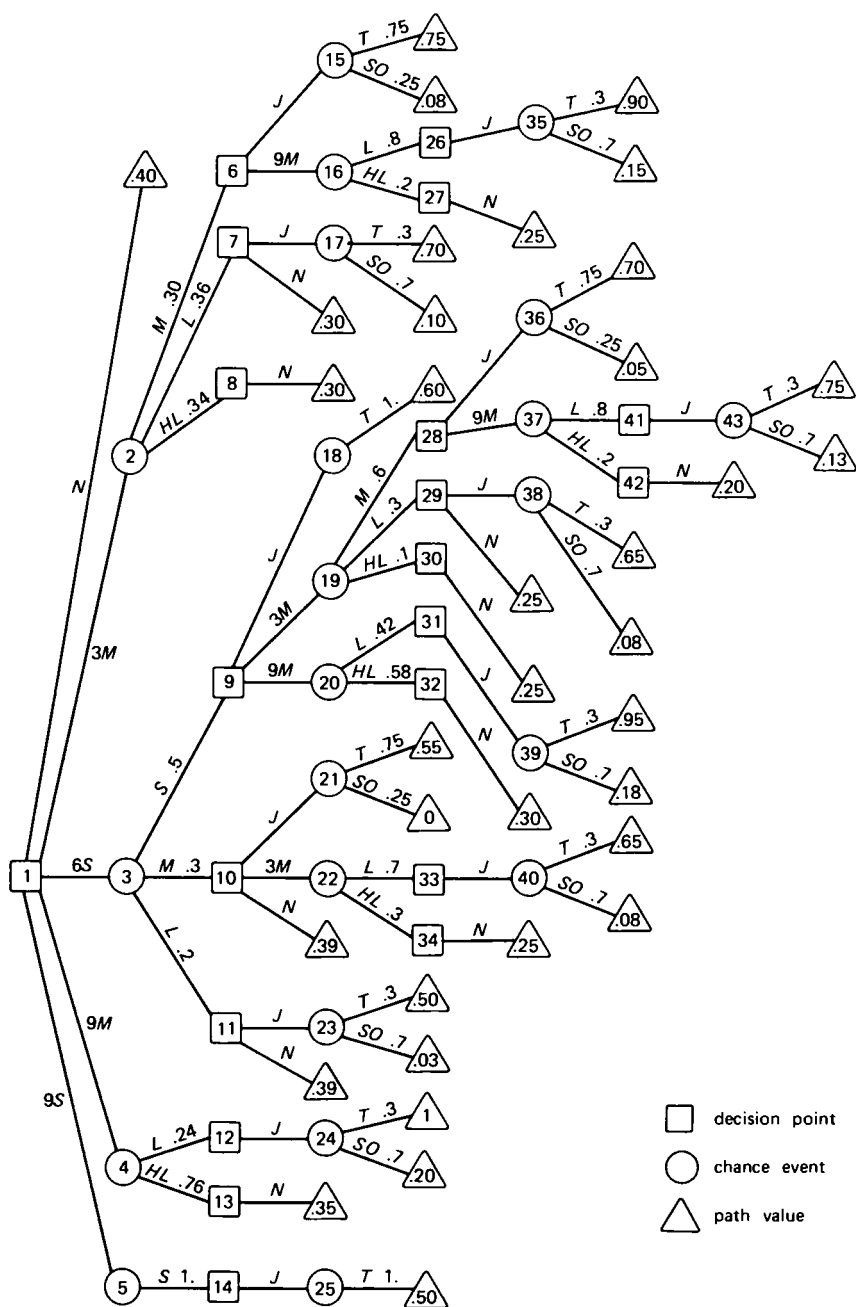 T .75
.75
15
SO .25
.08
J
T .3
.90
35
L .8
26
J
SO .7
.15
.40
6
9M
16
HL .2
27
N
.25
7
J
17
T .3
.70
SO .7
.10
N
.30
M .30
L .36
T .75
.70
36
SO .25
.05
J
8
N
.30
HL .34
2
T 1.
.60
18
28
9M
37
L .8
41
J
43
T .3
.75
SO .7
.13
HL .2
42
N
.20
N
M .6
29
J
38
T .3
.65
L .3
SO .7
.08
N
.25
J
19
HL .1
30
N
.25
3M
3M
L .42
31
J
9
9M
20
HL .58
32
N
.30
39
T .3
.95
SO .7
.18
S .5
T .75
.55
21
SO .25
0
J
T .3
.65
1
6S
3
M .3
10
3M
22
L .7
33
J
40
SO .7
.08
HL .3
34
N
.25
N
.39
L .2
T .3
.50
11
J
23
SO .7
.03
N
.39
9M
9S
T .3
1
L .24
12
J
24
SO .7
.20
4
HL .76
13
N
.35
5
S 1.
14
J
25
T 1.
.50
decision point
chance event
path value